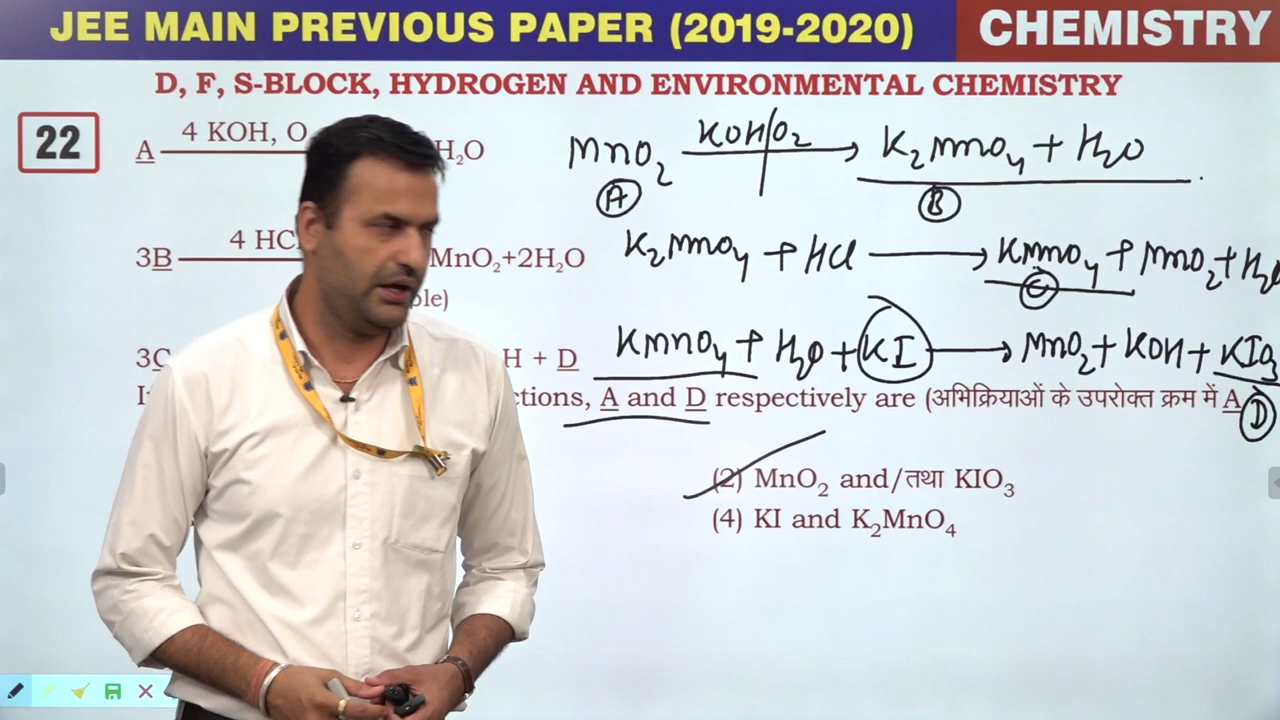 JEE MAIN PREVIOUS PAPER (2019-2020) CHEMISTRY
D, F, S-BLOCK, HYDROGEN AND ENVIRONMENTAL CHEMISTRY
22
A 4 KOH, O H₂O
MnO₂ KOH/O₂ → K₂MnO₄ + H₂O
A B
3B 4 HC MnO₂+2H₂O
K₂MnO₄ + HCl → KMnO₄ + MnO₂ + H₂O
C
3C H + D
KMnO₄ + H₂O + KI → MnO₂ + KOH + KIO₃
ctions, A and D respectively are (अभिक्रियाओं के उपरोक्त क्रम में A
D
(2) MnO₂ and/तथा KIO₃
(4) KI and K₂MnO₄